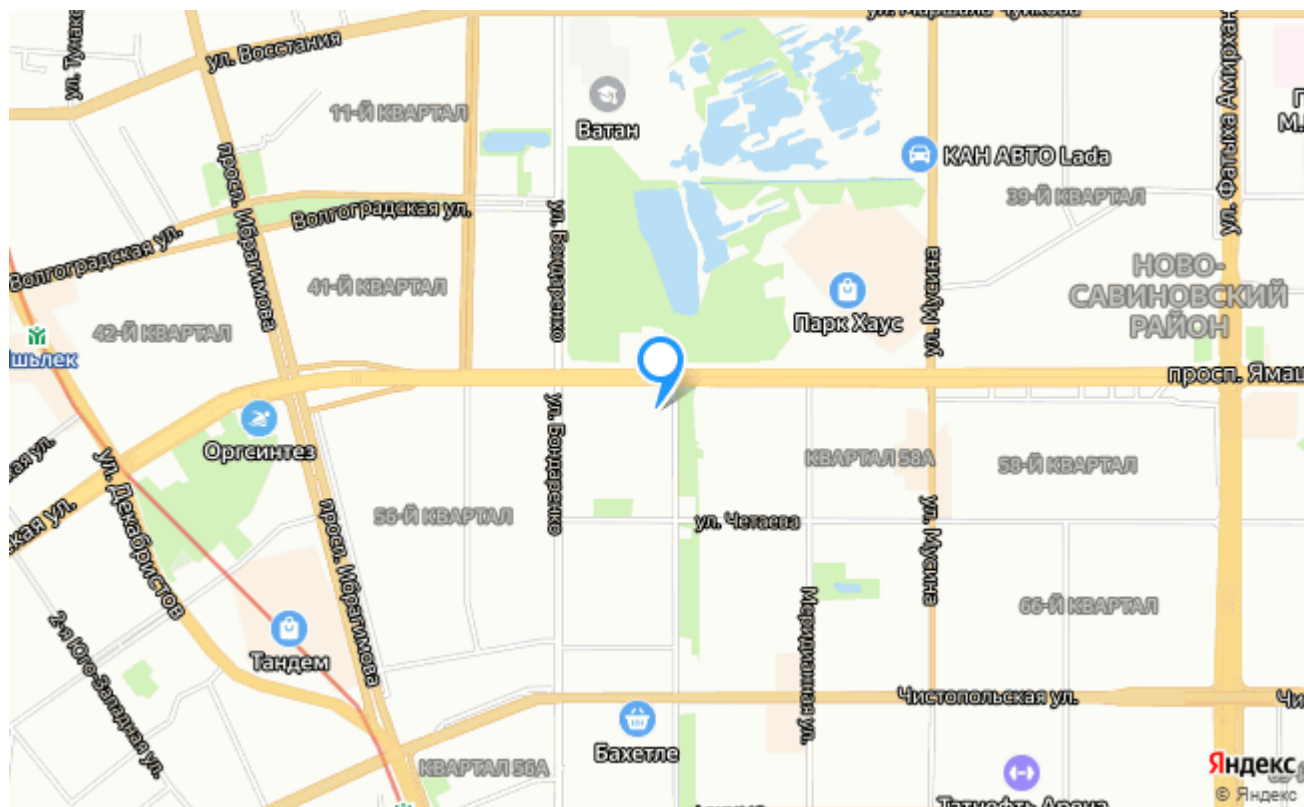 ул. Маршала Чуйкова
ул. Восстания
11-Й КВАРТАЛ
Ватан
КАН АВТО Lada
39-Й КВАРТАЛ
ул. Фатыха Амирхан
просп. Ибрагимова
Волгоградская ул.
Волгоградская ул.
ул. Бондаренко
41-Й КВАРТАЛ
42-Й КВАРТАЛ
Парк Хаус
ул. Мусина
НОВО-
САВИНОВСКИЙ
РАЙОН
просп. Ямаш
Оргсинтез
ул. Бондаренко
КВАРТАЛ 58А
58-Й КВАРТАЛ
56-Й КВАРТАЛ
ул. Четаева
ул. Декабристов
просп. Ибрагимова
ул. Мусина
66-Й КВАРТАЛ
2-я Юго-Западная ул.
Тандем
Меридианная ул.
Чистопольская ул.
Бахетле
КВАРТАЛ 56А
Татнефть Арена
Яндекс
© Яндекс